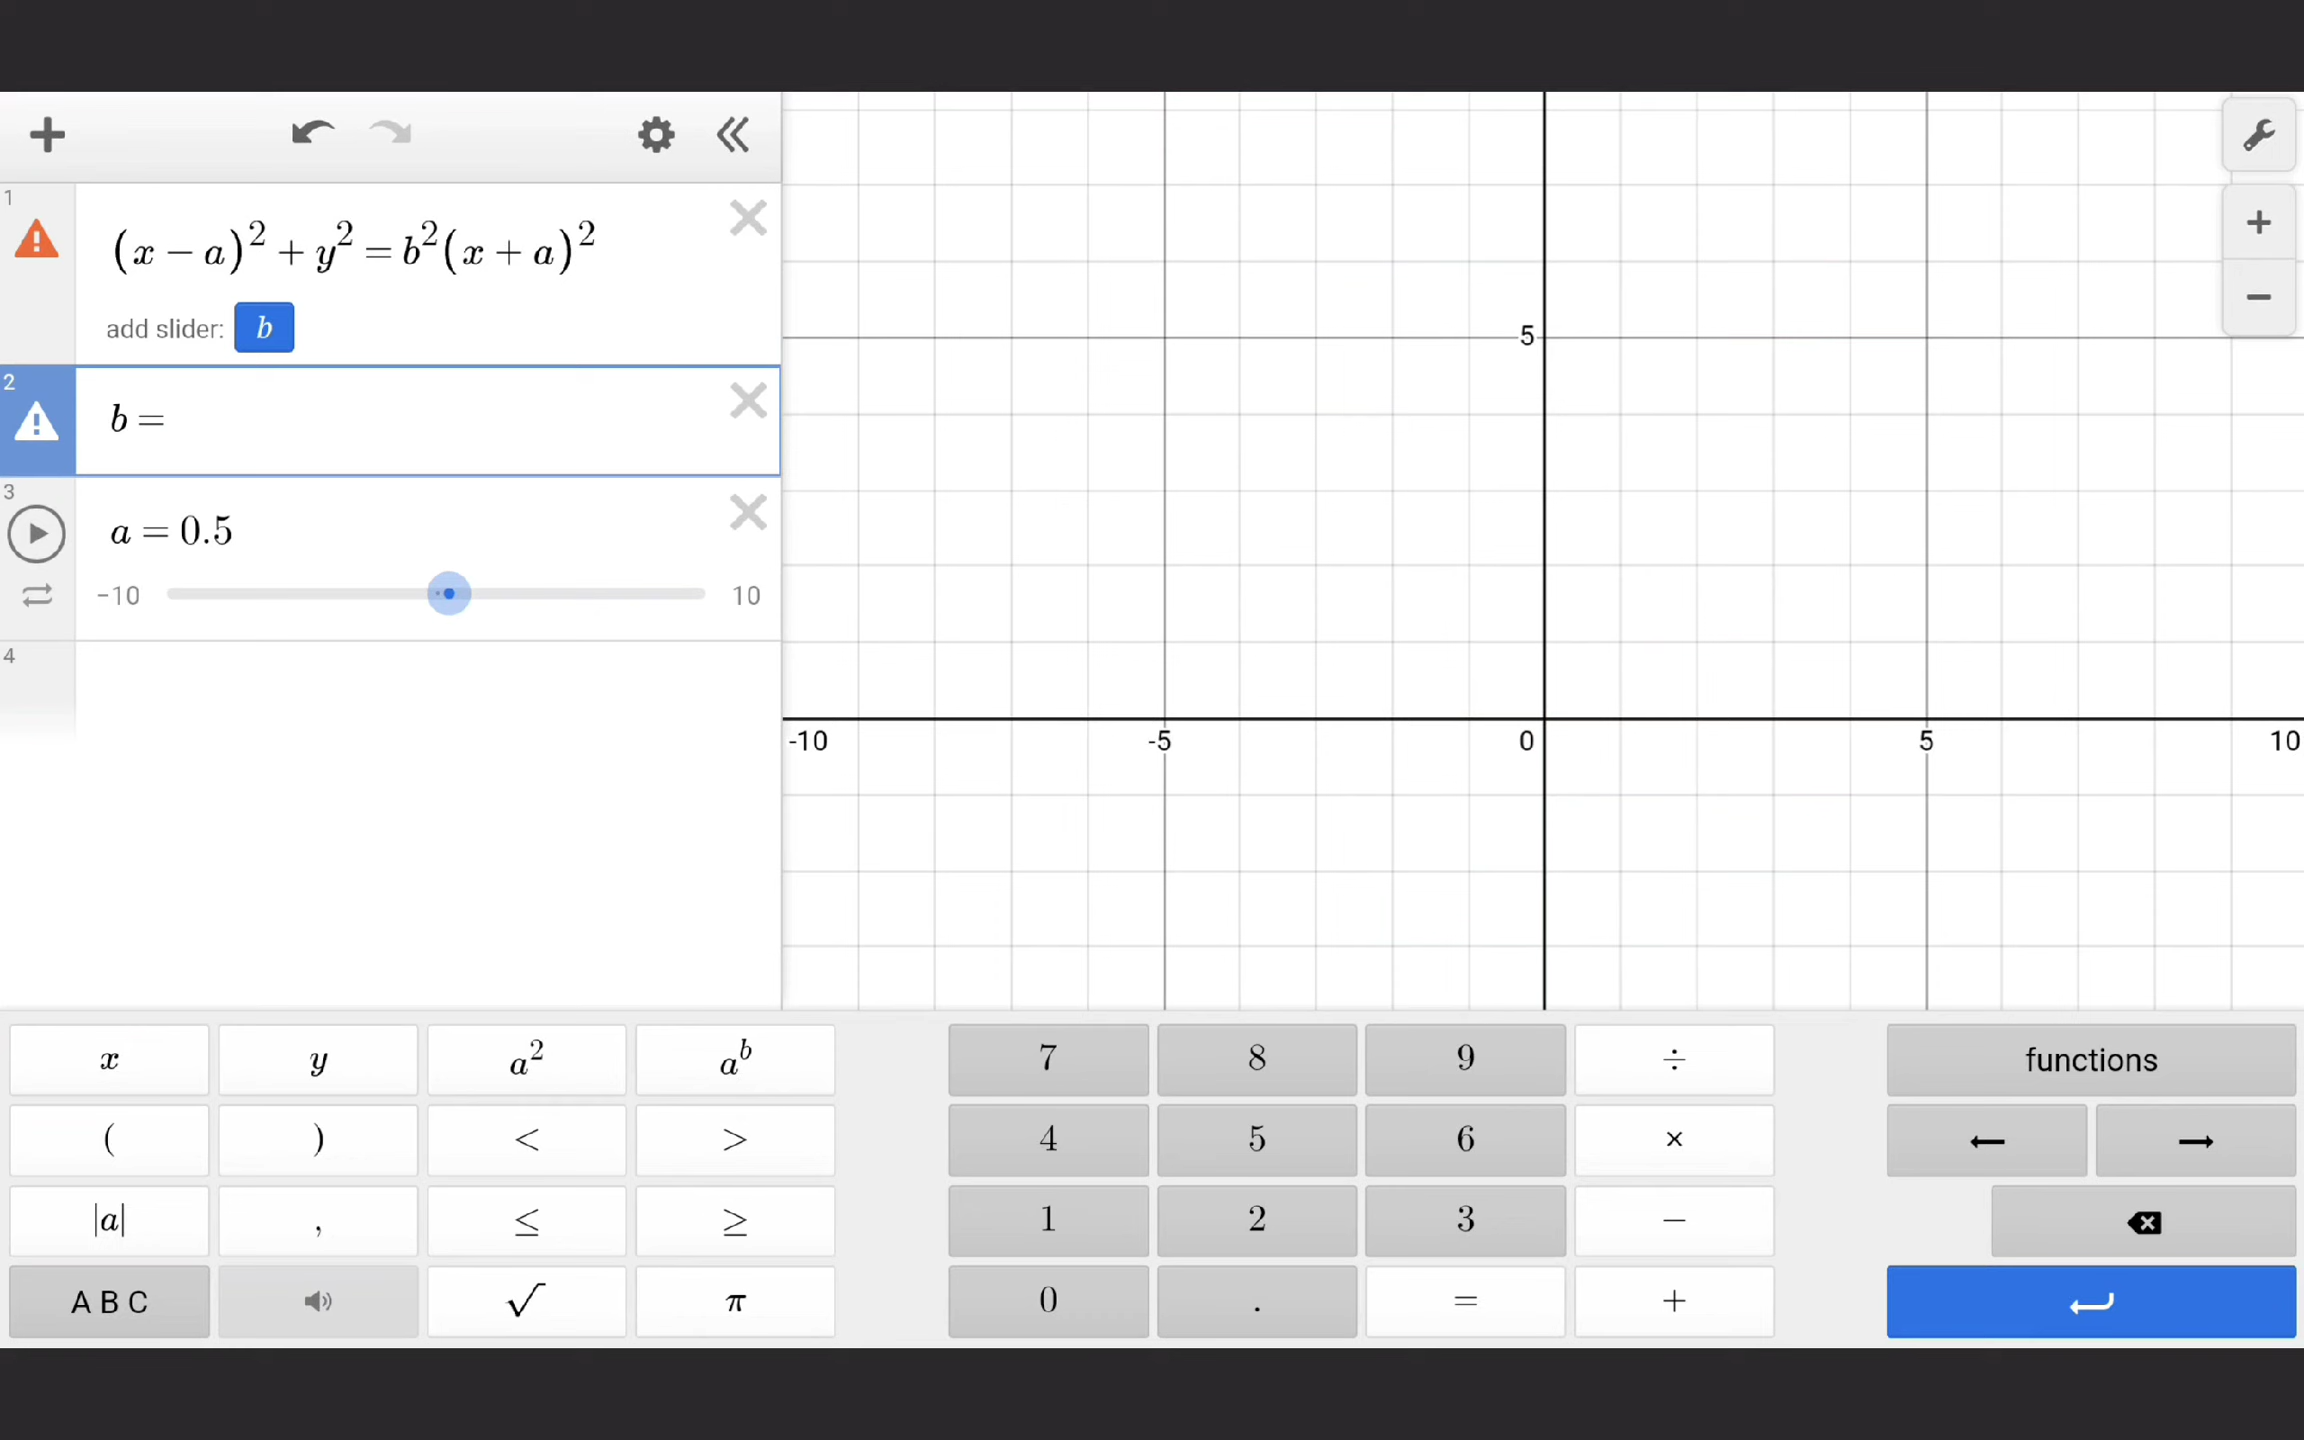 1
(x − a)² + y² = b²(x + a)²
add slider: b
2
b =
3
a = 0.5
−10 10
4
5
-10 -5 0 5 10
x y a² aᵇ 7 8 9 ÷ functions
( ) < > 4 5 6 × ← →
|a| , ≤ ≥ 1 2 3 −
A B C √ π 0 . = +